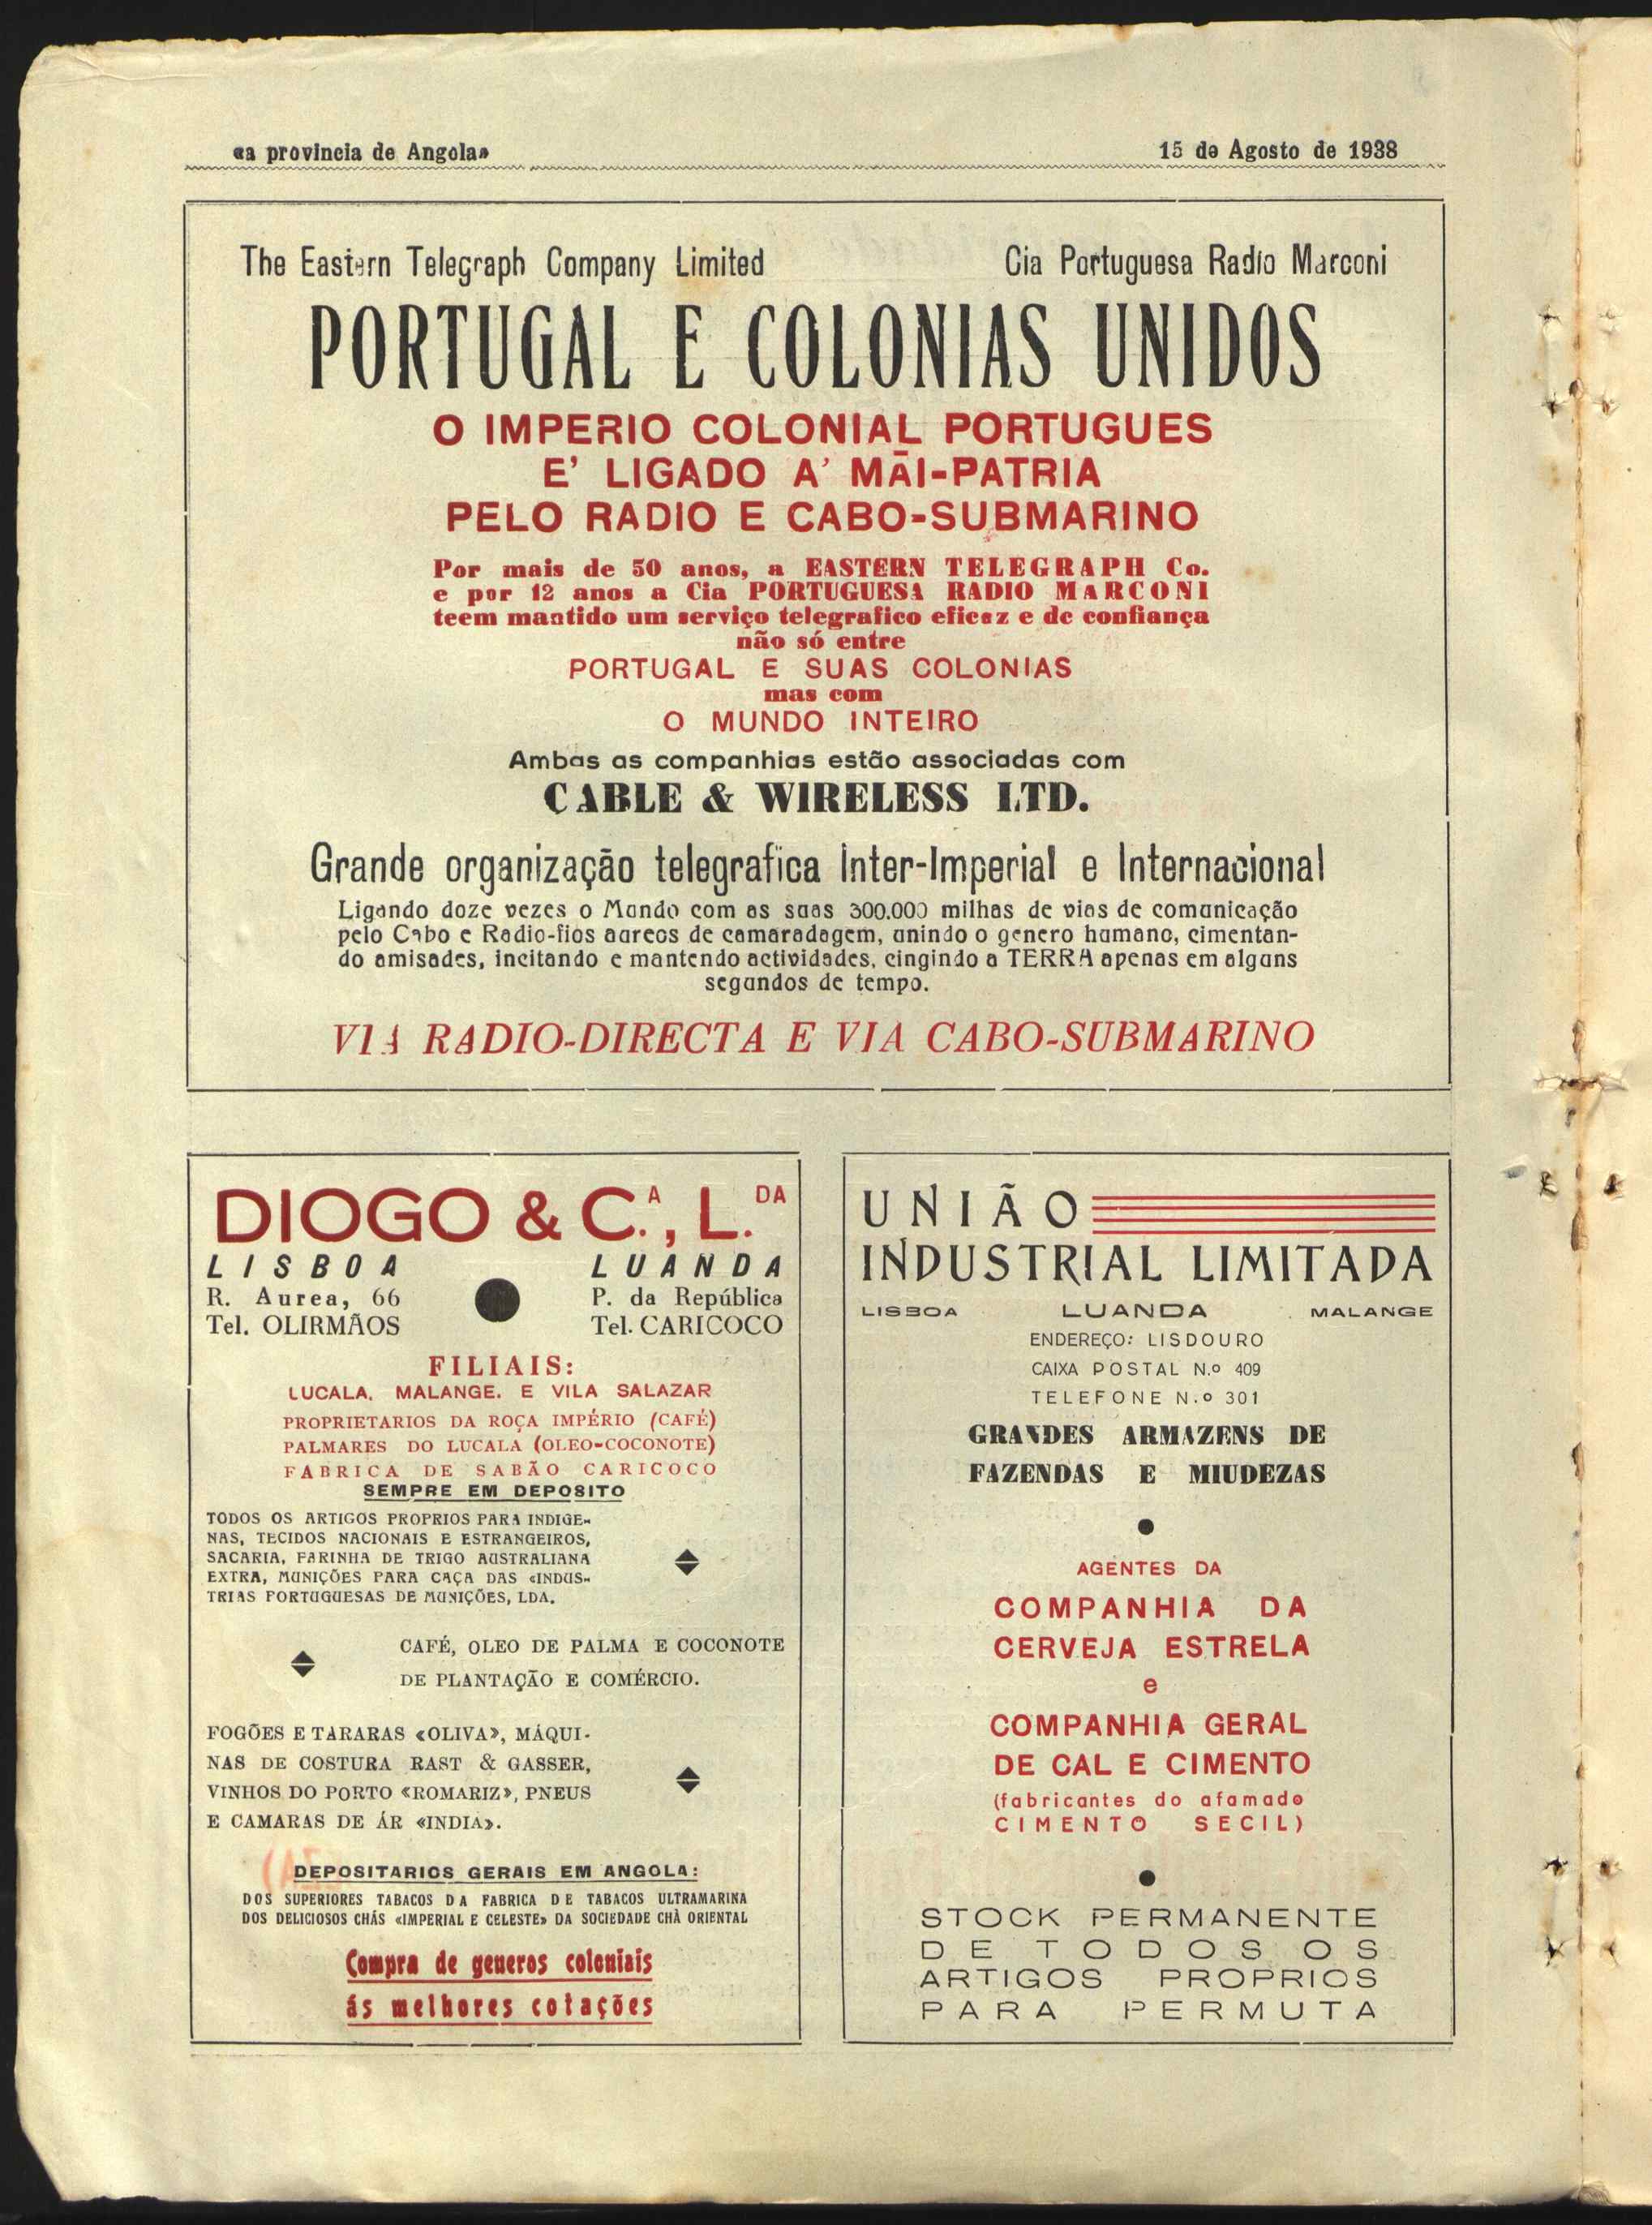 «a provincia de Angola»
15 de Agosto de 1938
The Eastern Telegraph Company Limited
Cia Portuguesa Radio Marconi
PORTUGAL E COLONIAS UNIDOS
O IMPERIO COLONIAL PORTUGUES
E' LIGADO A' MÃI-PATRIA
PELO RADIO E CABO-SUBMARINO
Por mais de 50 anos, a EASTERN TELEGRAPH Co.
e por 12 anos a Cia PORTUGUESA RADIO MARCONI
teem mantido um serviço telegrafico eficaz e de confiança
não só entre
PORTUGAL E SUAS COLONIAS
mas com
O MUNDO INTEIRO
Ambas as companhias estão associadas com
CABLE & WIRELESS LTD.
Grande organização telegrafica inter-Imperial e Internacional
Ligando doze vezes o Mundo com as suas 300.000 milhas de vias de comunicação
pelo Cabo e Radio-fios aureos de camaradagem, unindo o genero humano, cimentan-
do amisades, incitando e mantendo actividades, cingindo a TERRA apenas em alguns
segundos de tempo.
VIA RADIO-DIRECTA E VIA CABO-SUBMARINO
DIOGO & C.A, L.DA
LISBOA LUANDA
R. Aurea, 66 P. da República
Tel. OLIRMÃOS Tel. CARICOCO
FILIAIS:
LUCALA, MALANGE. E VILA SALAZAR
PROPRIETARIOS DA ROÇA IMPÉRIO (CAFÉ)
PALMARES DO LUCALA (OLEO-COCONOTE)
FABRICA DE SABÃO CARICOCO
SEMPRE EM DEPOSITO
TODOS OS ARTIGOS PROPRIOS PARA INDIGE-
NAS, TECIDOS NACIONAIS E ESTRANGEIROS,
SACARIA, FARINHA DE TRIGO AUSTRALIANA
EXTRA, MUNIÇÕES PARA CAÇA DAS «INDUS-
TRIAS PORTUGUESAS DE MUNIÇÕES, LDA.
CAFÉ, OLEO DE PALMA E COCONOTE
DE PLANTAÇÃO E COMÉRCIO.
FOGÕES E TARARAS «OLIVA», MÁQUI-
NAS DE COSTURA RAST & GASSER,
VINHOS DO PORTO «ROMARIZ», PNEUS
E CAMARAS DE ÁR «INDIA».
DEPOSITARIOS GERAIS EM ANGOLA:
DOS SUPERIORES TABACOS DA FABRICA DE TABACOS ULTRAMARINA
DOS DELICIOSOS CHÁS «IMPERIAL E CELESTE» DA SOCIEDADE CHÀ ORIENTAL
Compra de generos coloniais
ás melhores cotações
UNIÃO
INDUSTRIAL LIMITADA
LISBOA LUANDA MALANGE
ENDEREÇO: LISDOURO
CAIXA POSTAL N.º 409
TELEFONE N.º 301
GRANDES ARMAZENS DE
FAZENDAS E MIUDEZAS
AGENTES DA
COMPANHIA DA
CERVEJA ESTRELA
e
COMPANHIA GERAL
DE CAL E CIMENTO
(fabricantes do afamado
CIMENTO SECIL)
STOCK PERMANENTE
DE TODOS OS
ARTIGOS PROPRIOS
PARA PERMUTA